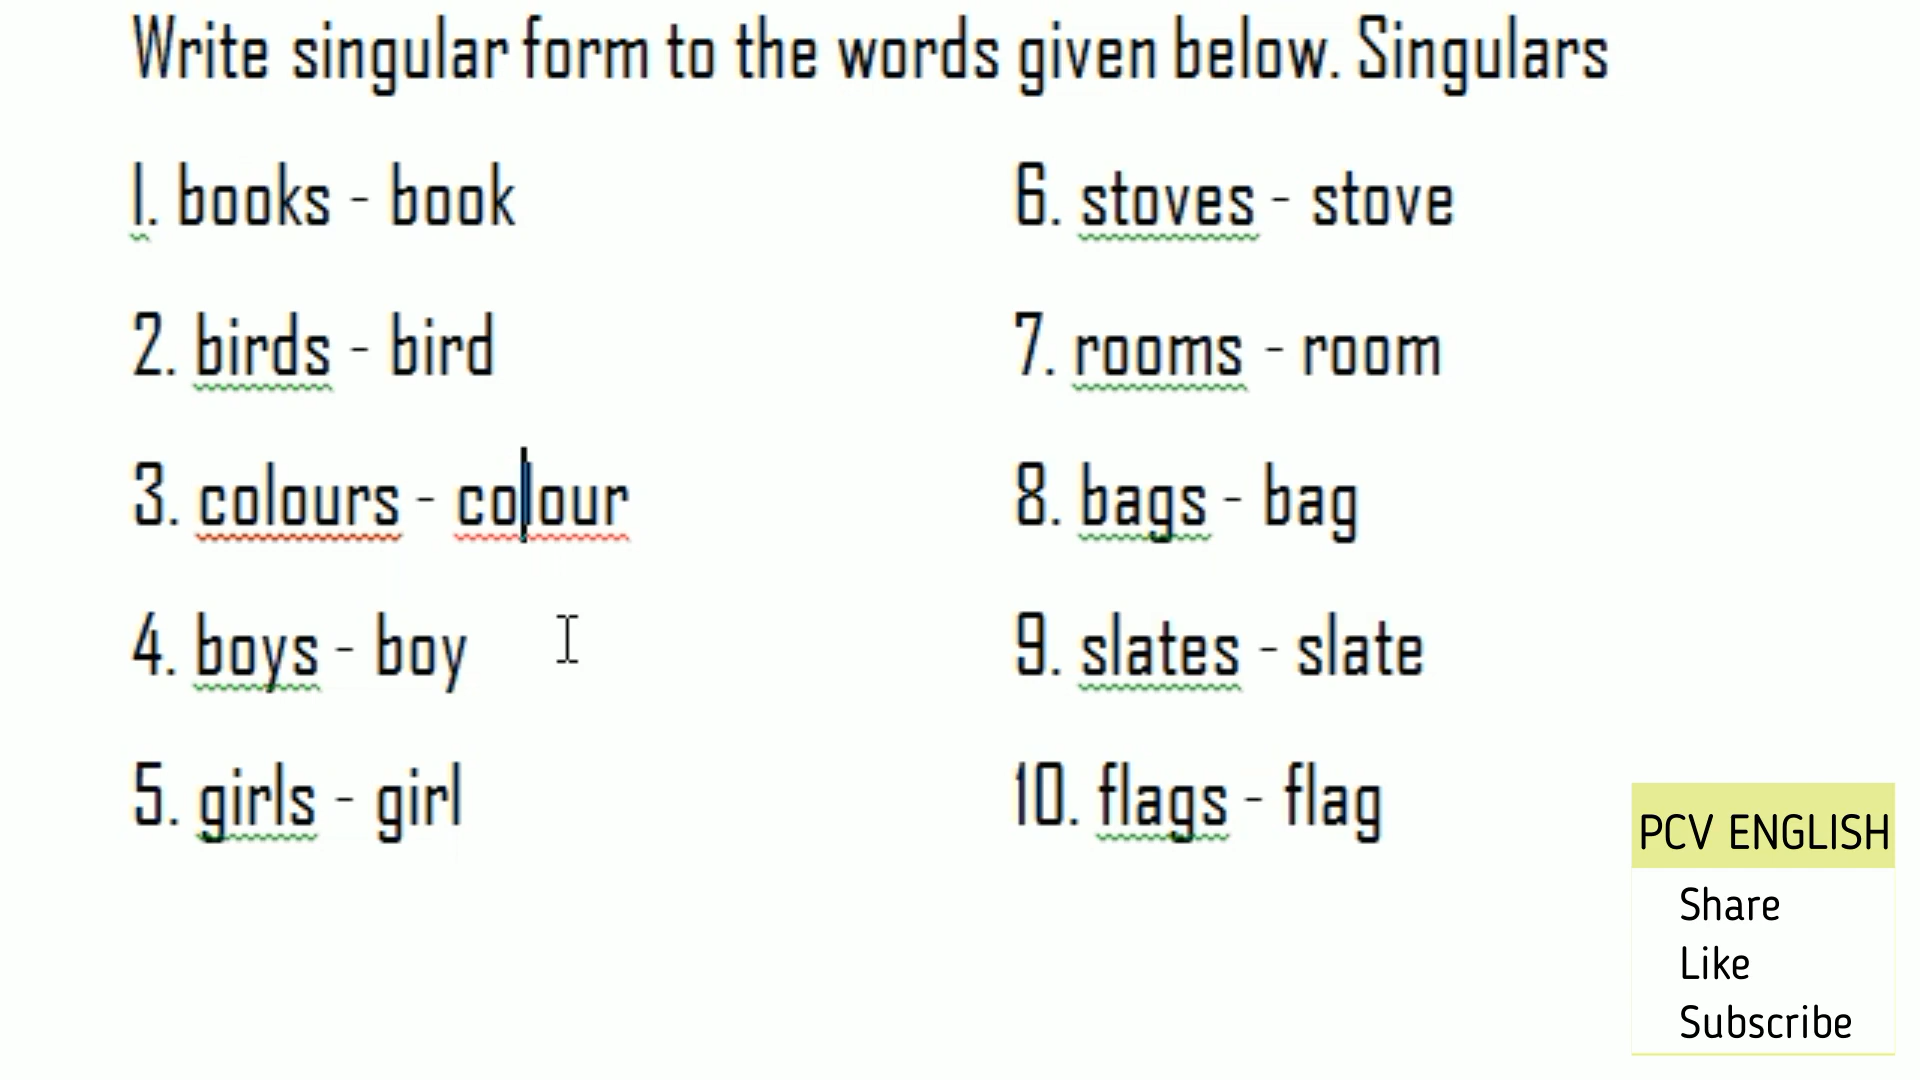 Write singular form to the words given below. Singulars
1. books - book
2. birds - bird
3. colours - colour
4. boys - boy
5. girls - girl
6. stoves - stove
7. rooms - room
8. bags - bag
9. slates - slate
10. flags - flag
PCV ENGLISH
Share
Like
Subscribe